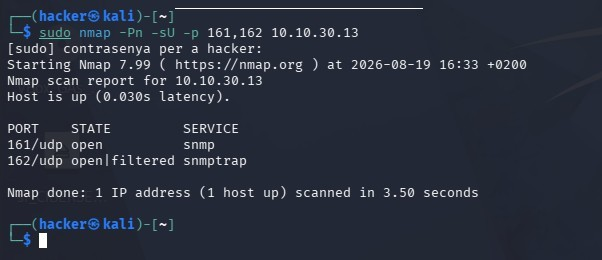 ┌──(hacker㉿kali)-[~]
└─$ sudo nmap -Pn -sU -p 161,162 10.10.30.13
[sudo] contrasenya per a hacker:
Starting Nmap 7.99 ( https://nmap.org ) at 2026-08-19 16:33 +0200
Nmap scan report for 10.10.30.13
Host is up (0.030s latency).
PORT    STATE         SERVICE
161/udp open          snmp
162/udp open|filtered snmptrap
Nmap done: 1 IP address (1 host up) scanned in 3.50 seconds
┌──(hacker㉿kali)-[~]
└─$